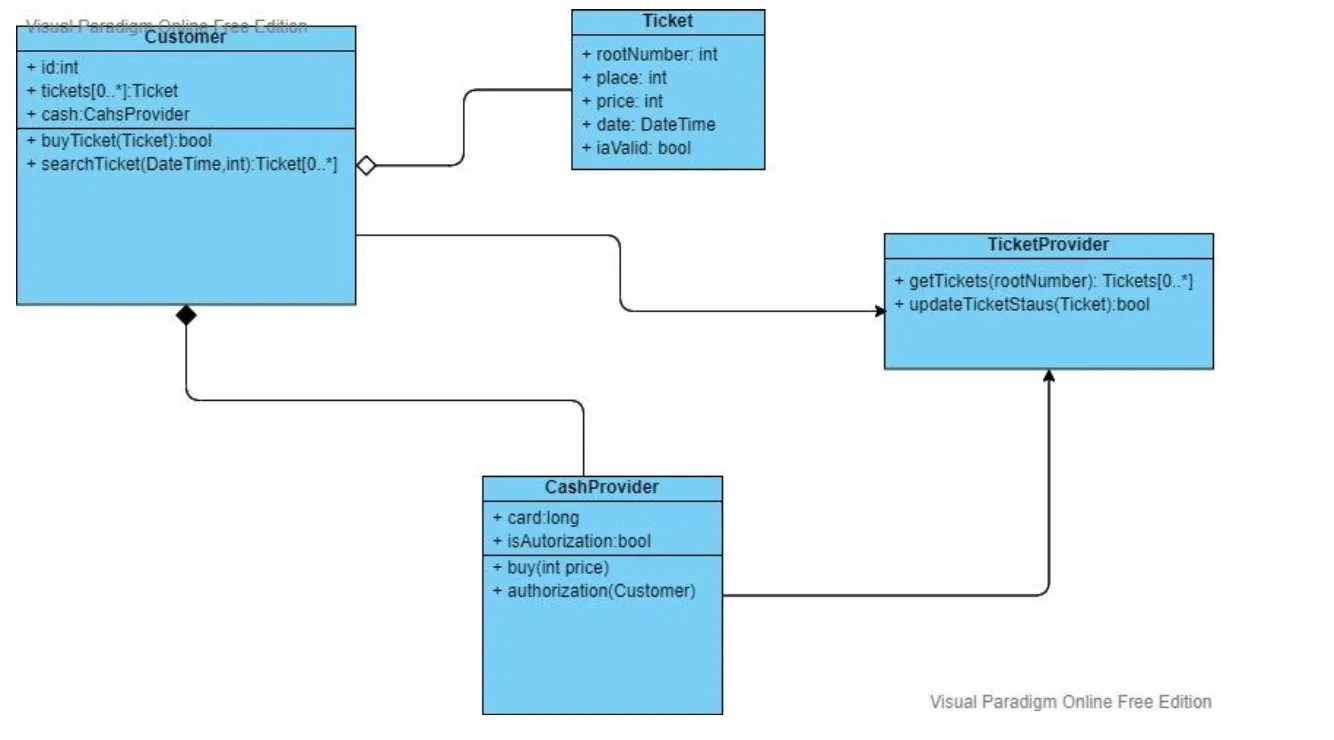 Visual Paradigm Online Free Edition
Customer
+ id:int
+ tickets[0..*]:Ticket
+ cash:CahsProvider
+ buyTicket(Ticket):bool
+ searchTicket(DateTime,int):Ticket[0..*]
Ticket
+ rootNumber: int
+ place: int
+ price: int
+ date: DateTime
+ iaValid: bool
TicketProvider
+ getTickets(rootNumber): Tickets[0..*]
+ updateTicketStaus(Ticket):bool
CashProvider
+ card:long
+ isAutorization:bool
+ buy(int price)
+ authorization(Customer)
Visual Paradigm Online Free Edition